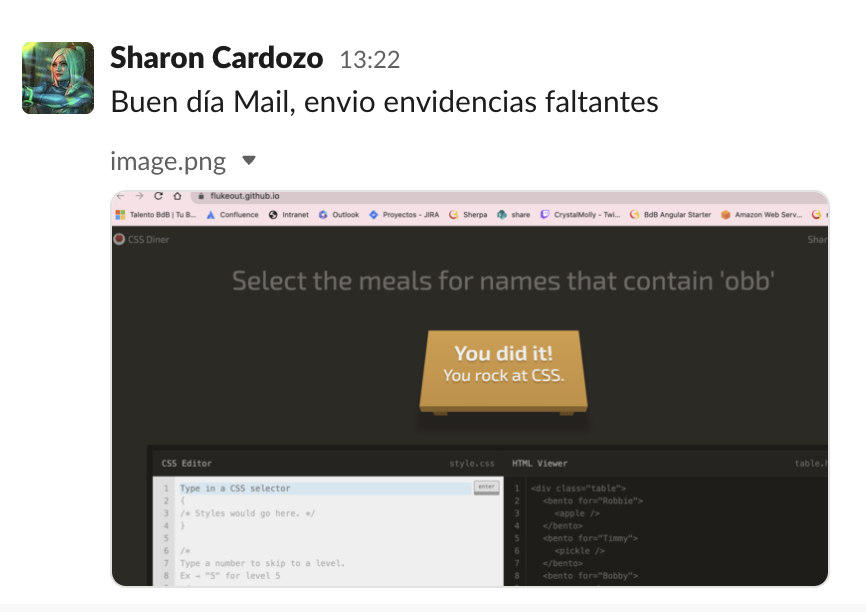 Sharon Cardozo 13:22
Buen día Mail, envio envidencias faltantes
image.png
flukeout.github.io
Talento BdB | Tu B... Confluence Intranet Outlook Proyectos - JIRA Sherpa share CrystalMolly - Twi... BdB Angular Starter Amazon Web Serv...
CSS Diner Shar
Select the meals for names that contain 'obb'
You did it!
You rock at CSS.
CSS Editor style.css HTML Viewer table.h
1 Type in a CSS selector enter 1 <div class="table">
2 { 2 <bento for="Robbie">
3 /* Styles would go here. */ 3 <apple />
4 } 4 </bento>
5 5 <bento for="Timmy">
6 /* 6 <pickle />
7 Type a number to skip to a level. 7 </bento>
8 Ex → "5" for level 5 8 <bento for="Bobby">